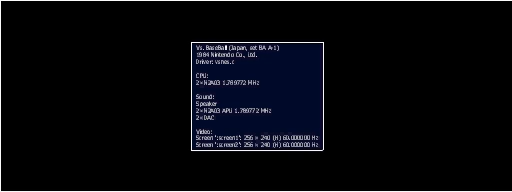 Vs. BaseBall (Japan, set BA A-1)
1984 Nintendo Co., Ltd.
Driver: vsnes.c
CPU:
2×N2A03 1.789772 MHz
Sound:
Speaker
2×N2A03 APU 1.789772 MHz
2×DAC
Video:
Screen ':screen1': 256 × 240 (H) 60.000000 Hz
Screen ':screen2': 256 × 240 (H) 60.000000 Hz